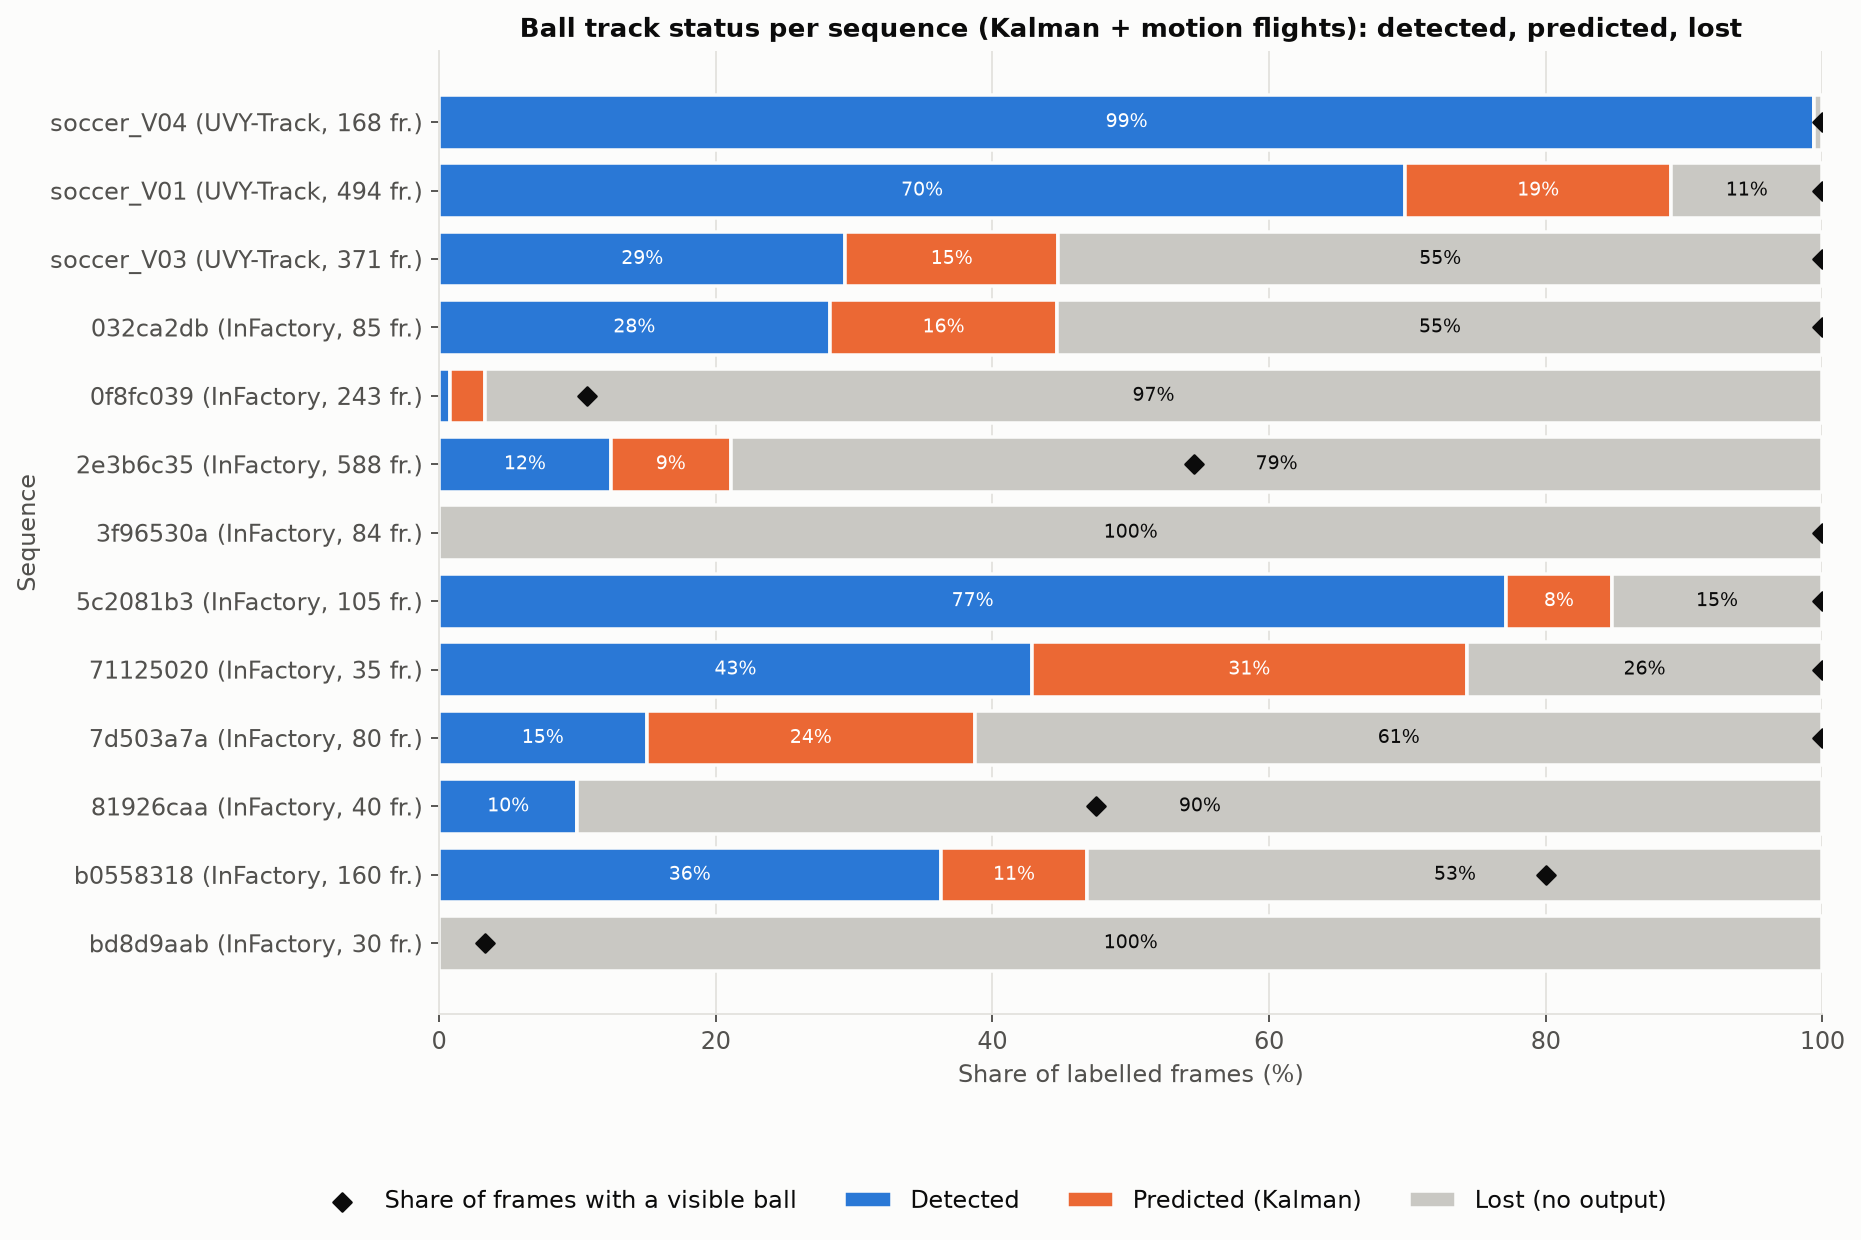 Ball track status per sequence (Kalman + motion flights): detected, predicted, lost
soccer_V04 (UVY-Track, 168 fr.) 99%
soccer_V01 (UVY-Track, 494 fr.) 70% 19% 11%
soccer_V03 (UVY-Track, 371 fr.) 29% 15% 55%
032ca2db (InFactory, 85 fr.) 28% 16% 55%
0f8fc039 (InFactory, 243 fr.) 97%
2e3b6c35 (InFactory, 588 fr.) 12% 9% 79%
3f96530a (InFactory, 84 fr.) 100%
5c2081b3 (InFactory, 105 fr.) 77% 8% 15%
71125020 (InFactory, 35 fr.) 43% 31% 26%
7d503a7a (InFactory, 80 fr.) 15% 24% 61%
81926caa (InFactory, 40 fr.) 10% 90%
b0558318 (InFactory, 160 fr.) 36% 11% 53%
bd8d9aab (InFactory, 30 fr.) 100%
Sequence
0 20 40 60 80 100
Share of labelled frames (%)
Share of frames with a visible ball Detected Predicted (Kalman) Lost (no output)